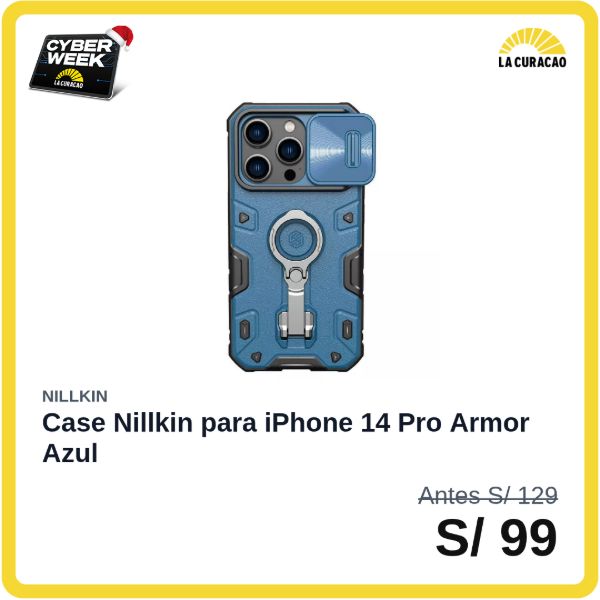 CYBER
WEEK
LA CURACAO
LA CURACAO
NILLKIN
Case Nillkin para iPhone 14 Pro Armor
Azul
Antes S/ 129
S/ 99